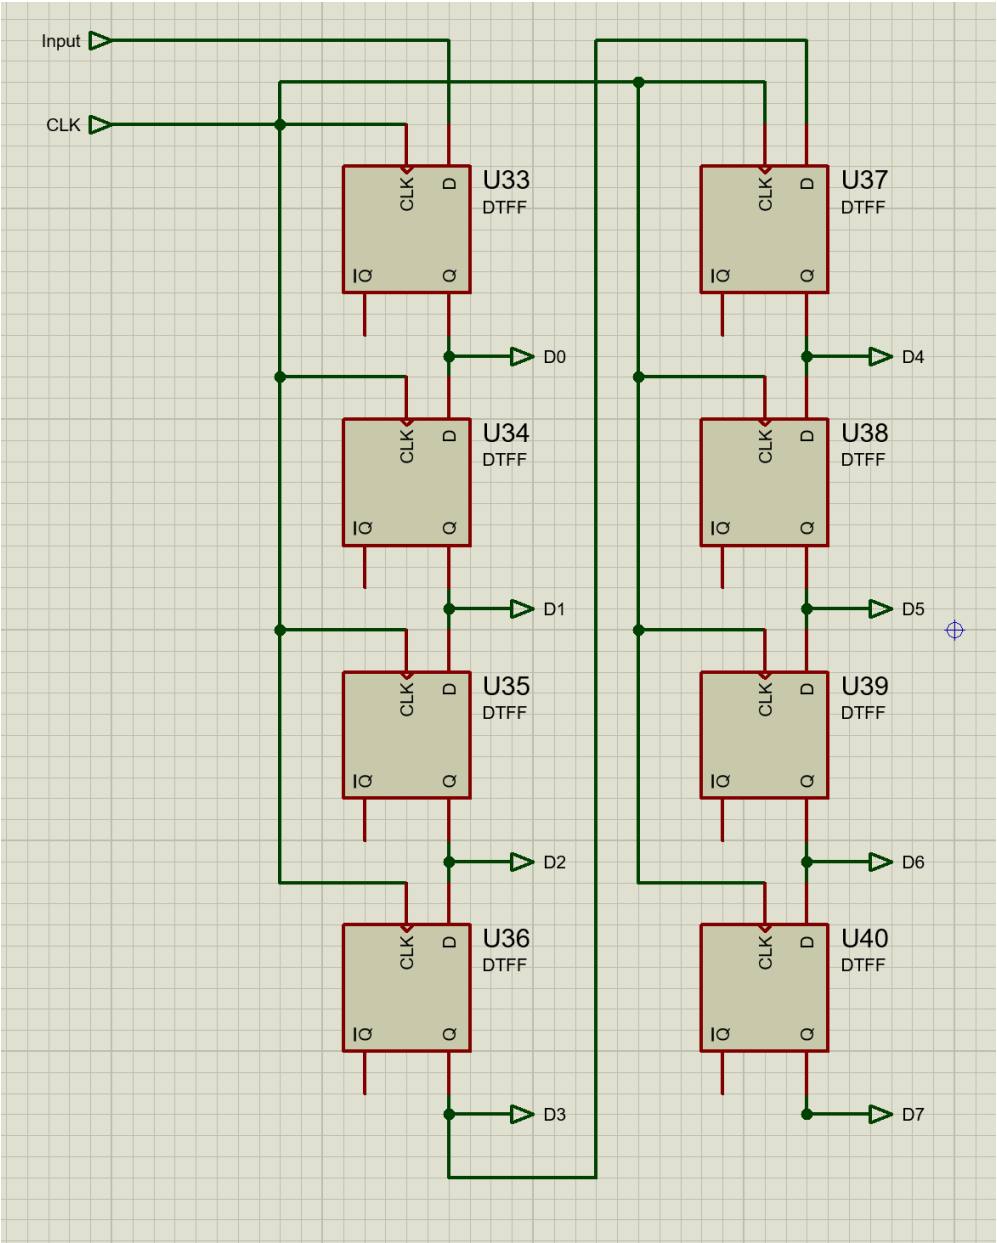 Input
CLK
CLK D
U33
DTFF
Q Q
D0
CLK D
U34
DTFF
Q Q
D1
CLK D
U35
DTFF
Q Q
D2
CLK D
U36
DTFF
Q Q
D3
CLK D
U37
DTFF
Q Q
D4
CLK D
U38
DTFF
Q Q
D5
CLK D
U39
DTFF
Q Q
D6
CLK D
U40
DTFF
Q Q
D7